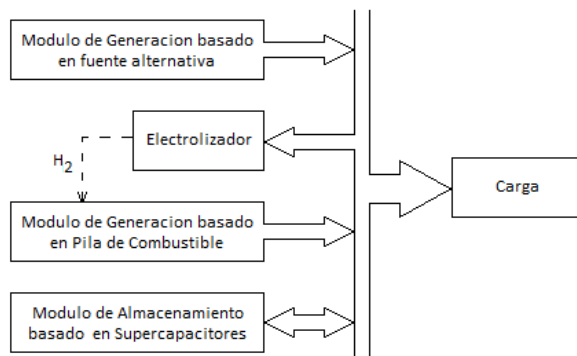 Modulo de Generacion basado
en fuente alternativa
Electrolizador
H2
Carga
Modulo de Generacion basado
en Pila de Combustible
Modulo de Almacenamiento
basado en Supercapacitores